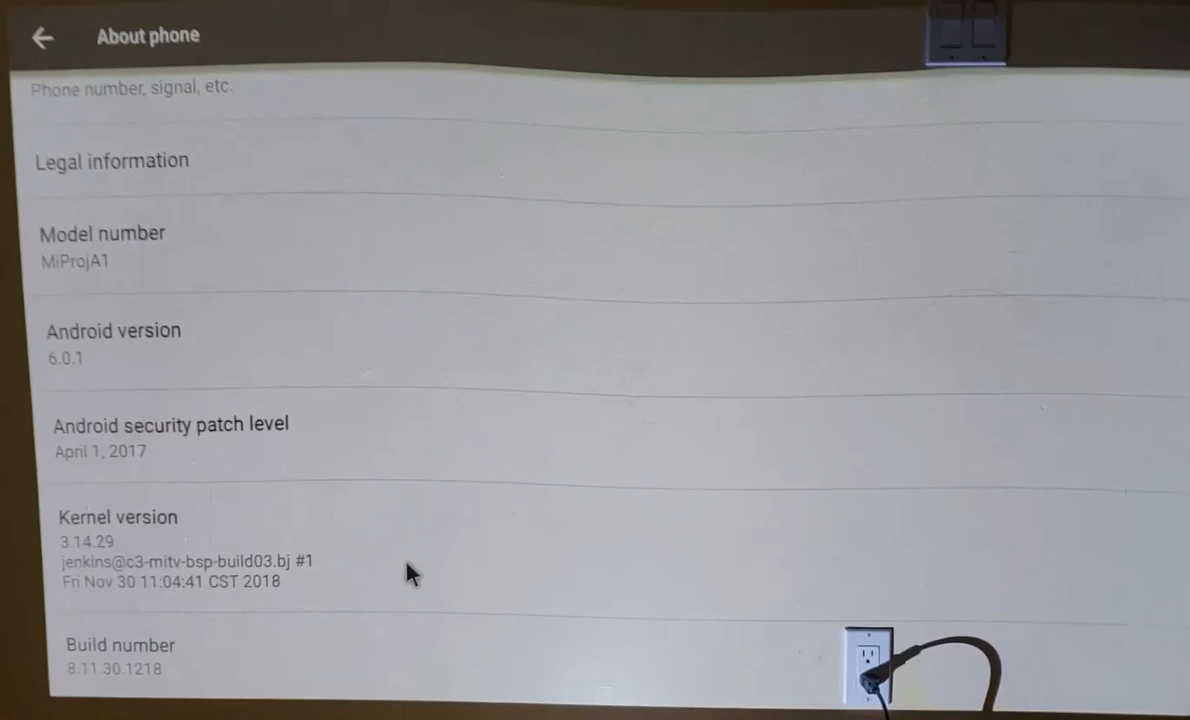 About phone
Phone number, signal, etc.
Legal information
Model number
MiProjA1
Android version
6.0.1
Android security patch level
April 1, 2017
Kernel version
3.14.29
jenkins@c3-mitv-bsp-build03.bj #1
Fri Nov 30 11:04:41 CST 2018
Build number
8.11.30.1218